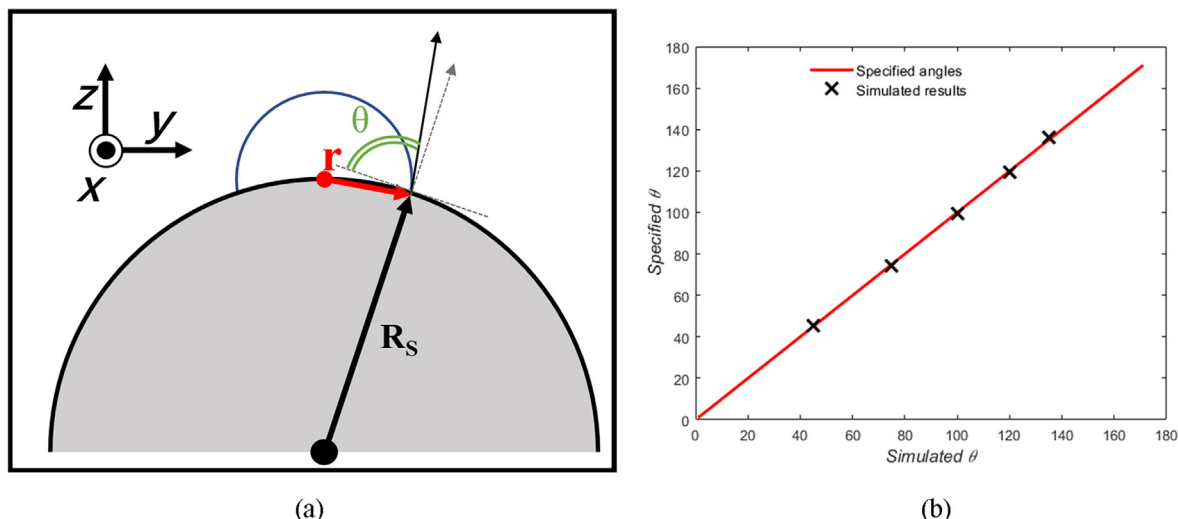 z
y
x
r
θ
R_S
(a)
180
160
140
120
100
80
60
40
20
0
Specified θ
Specified angles
Simulated results
0 20 40 60 80 100 120 140 160 180
Simulated θ
(b)